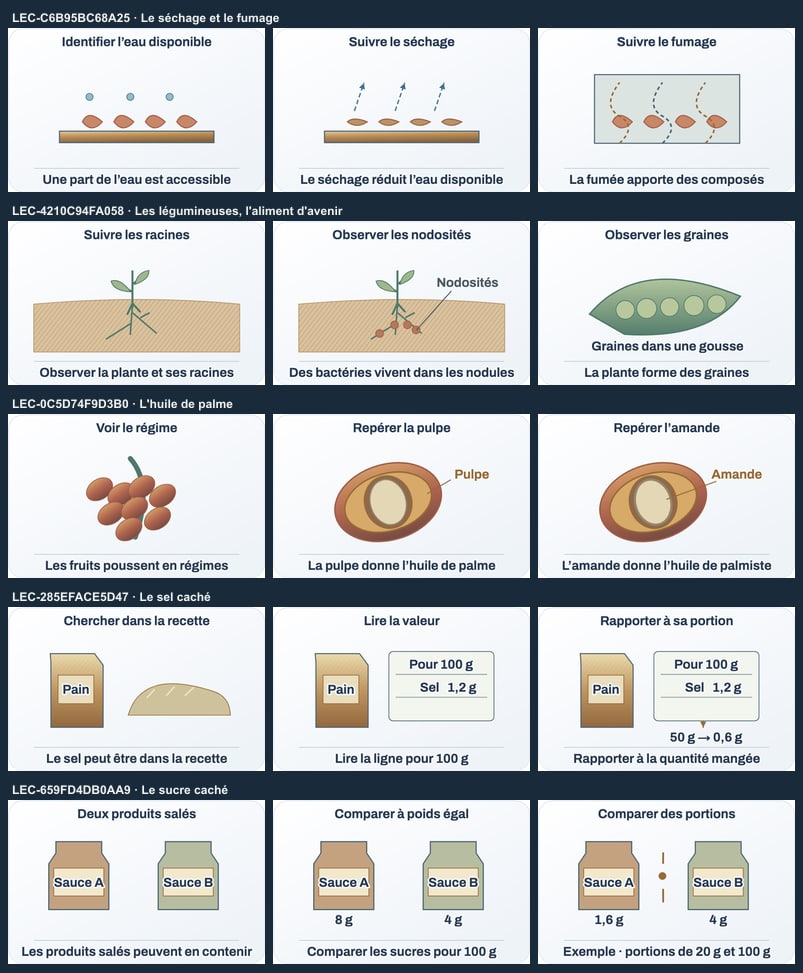 LEC-C6B95BC68A25 · Le séchage et le fumage
Identifier l’eau disponible
Suivre le séchage
Suivre le fumage
Une part de l’eau est accessible
Le séchage réduit l’eau disponible
La fumée apporte des composés
LEC-4210C94FA058 · Les légumineuses, l'aliment d'avenir
Suivre les racines
Observer les nodosités
Observer les graines
Nodosités
Graines dans une gousse
Observer la plante et ses racines
Des bactéries vivent dans les nodules
La plante forme des graines
LEC-0C5D74F9D3B0 · L'huile de palme
Voir le régime
Repérer la pulpe
Repérer l’amande
Pulpe
Amande
Les fruits poussent en régimes
La pulpe donne l’huile de palme
L’amande donne l’huile de palmiste
LEC-285EFACE5D47 · Le sel caché
Chercher dans la recette
Lire la valeur
Rapporter à sa portion
Pain
Pain
Pour 100 g
Sel 1,2 g
Pain
Pour 100 g
Sel 1,2 g
50 g → 0,6 g
Le sel peut être dans la recette
Lire la ligne pour 100 g
Rapporter à la quantité mangée
LEC-659FD4DB0AA9 · Le sucre caché
Deux produits salés
Comparer à poids égal
Comparer des portions
Sauce A
Sauce B
Sauce A
Sauce B
Sauce A
Sauce B
8 g
4 g
1,6 g
4 g
Les produits salés peuvent en contenir
Comparer les sucres pour 100 g
Exemple · portions de 20 g et 100 g